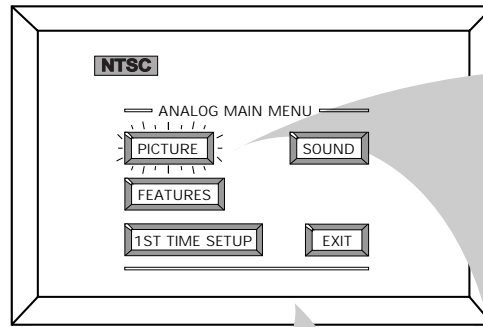 NTSC
ANALOG MAIN MENU
PICTURE SOUND
FEATURES
1ST TIME SETUP EXIT